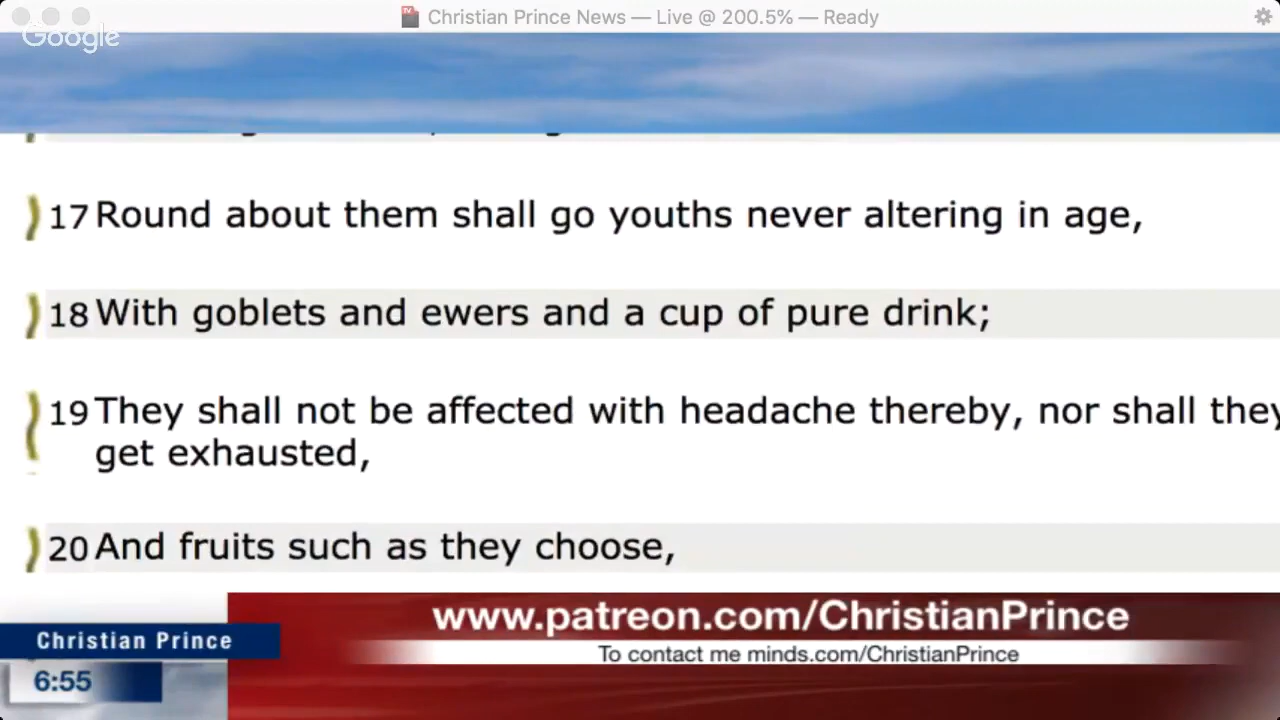 Christian Prince News — Live @ 200.5% — Ready
Google
17 Round about them shall go youths never altering in age,
18 With goblets and ewers and a cup of pure drink;
19 They shall not be affected with headache thereby, nor shall they
get exhausted,
20 And fruits such as they choose,
www.patreon.com/ChristianPrince
Christian Prince
To contact me minds.com/ChristianPrince
6:55